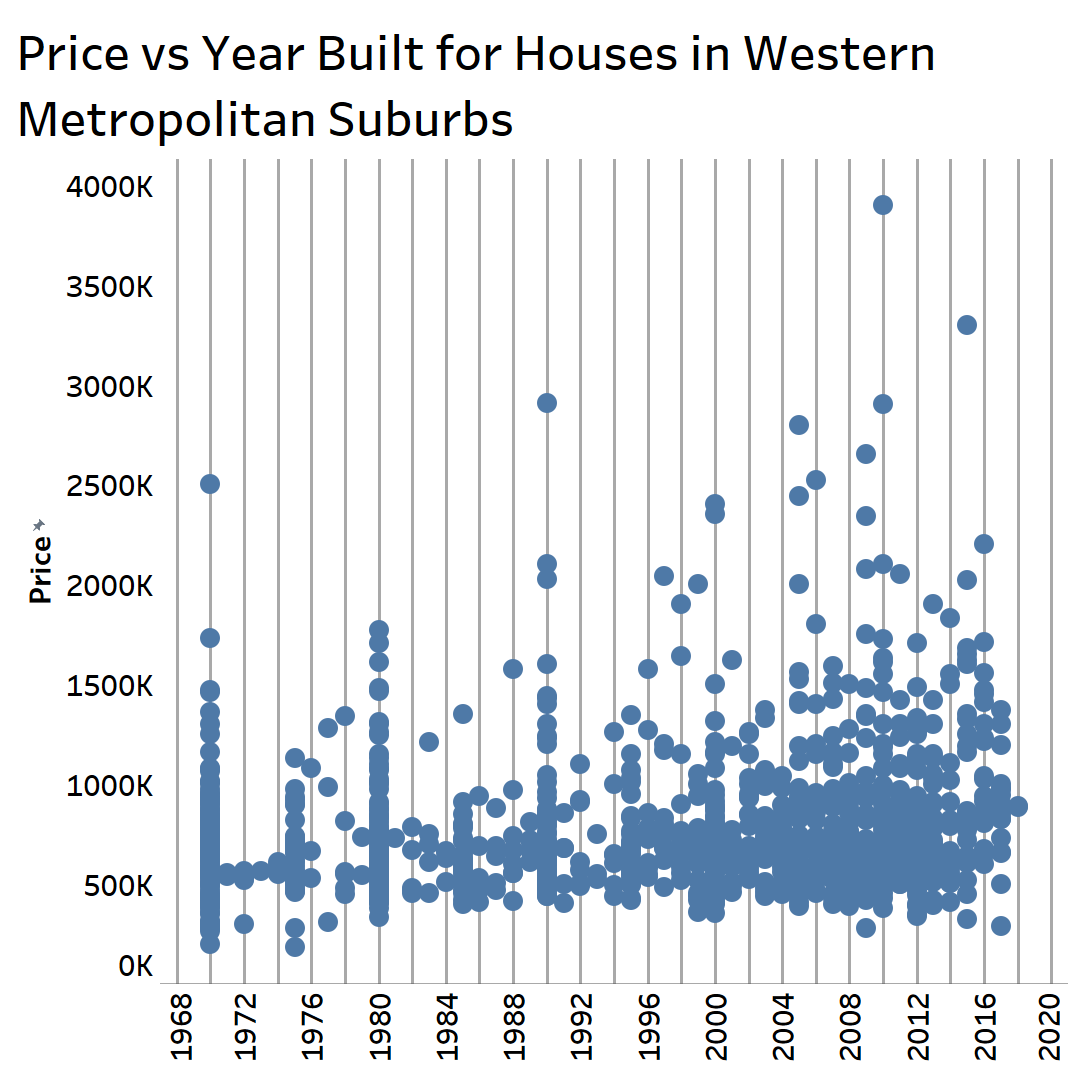 Price vs Year Built for Houses in Western
Metropolitan Suburbs
4000K
3500K
3000K
2500K
2000K
1500K
1000K
500K
0K
Price
1968
1972
1976
1980
1984
1988
1992
1996
2000
2004
2008
2012
2016
2020